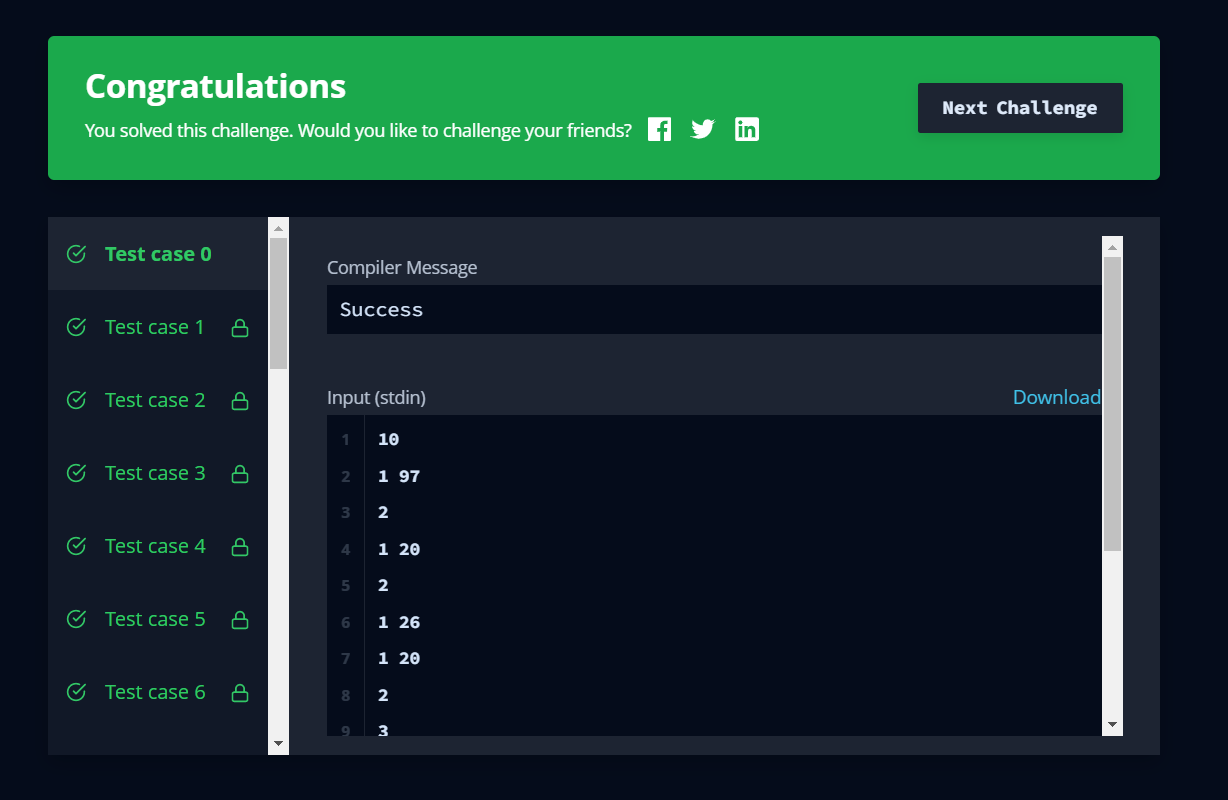 Congratulations
You solved this challenge. Would you like to challenge your friends?
Next Challenge
Test case 0
Test case 1
Test case 2
Test case 3
Test case 4
Test case 5
Test case 6
Compiler Message
Success
Input (stdin)
Download
1 10
2 1 97
3 2
4 1 20
5 2
6 1 26
7 1 20
8 2
9 3